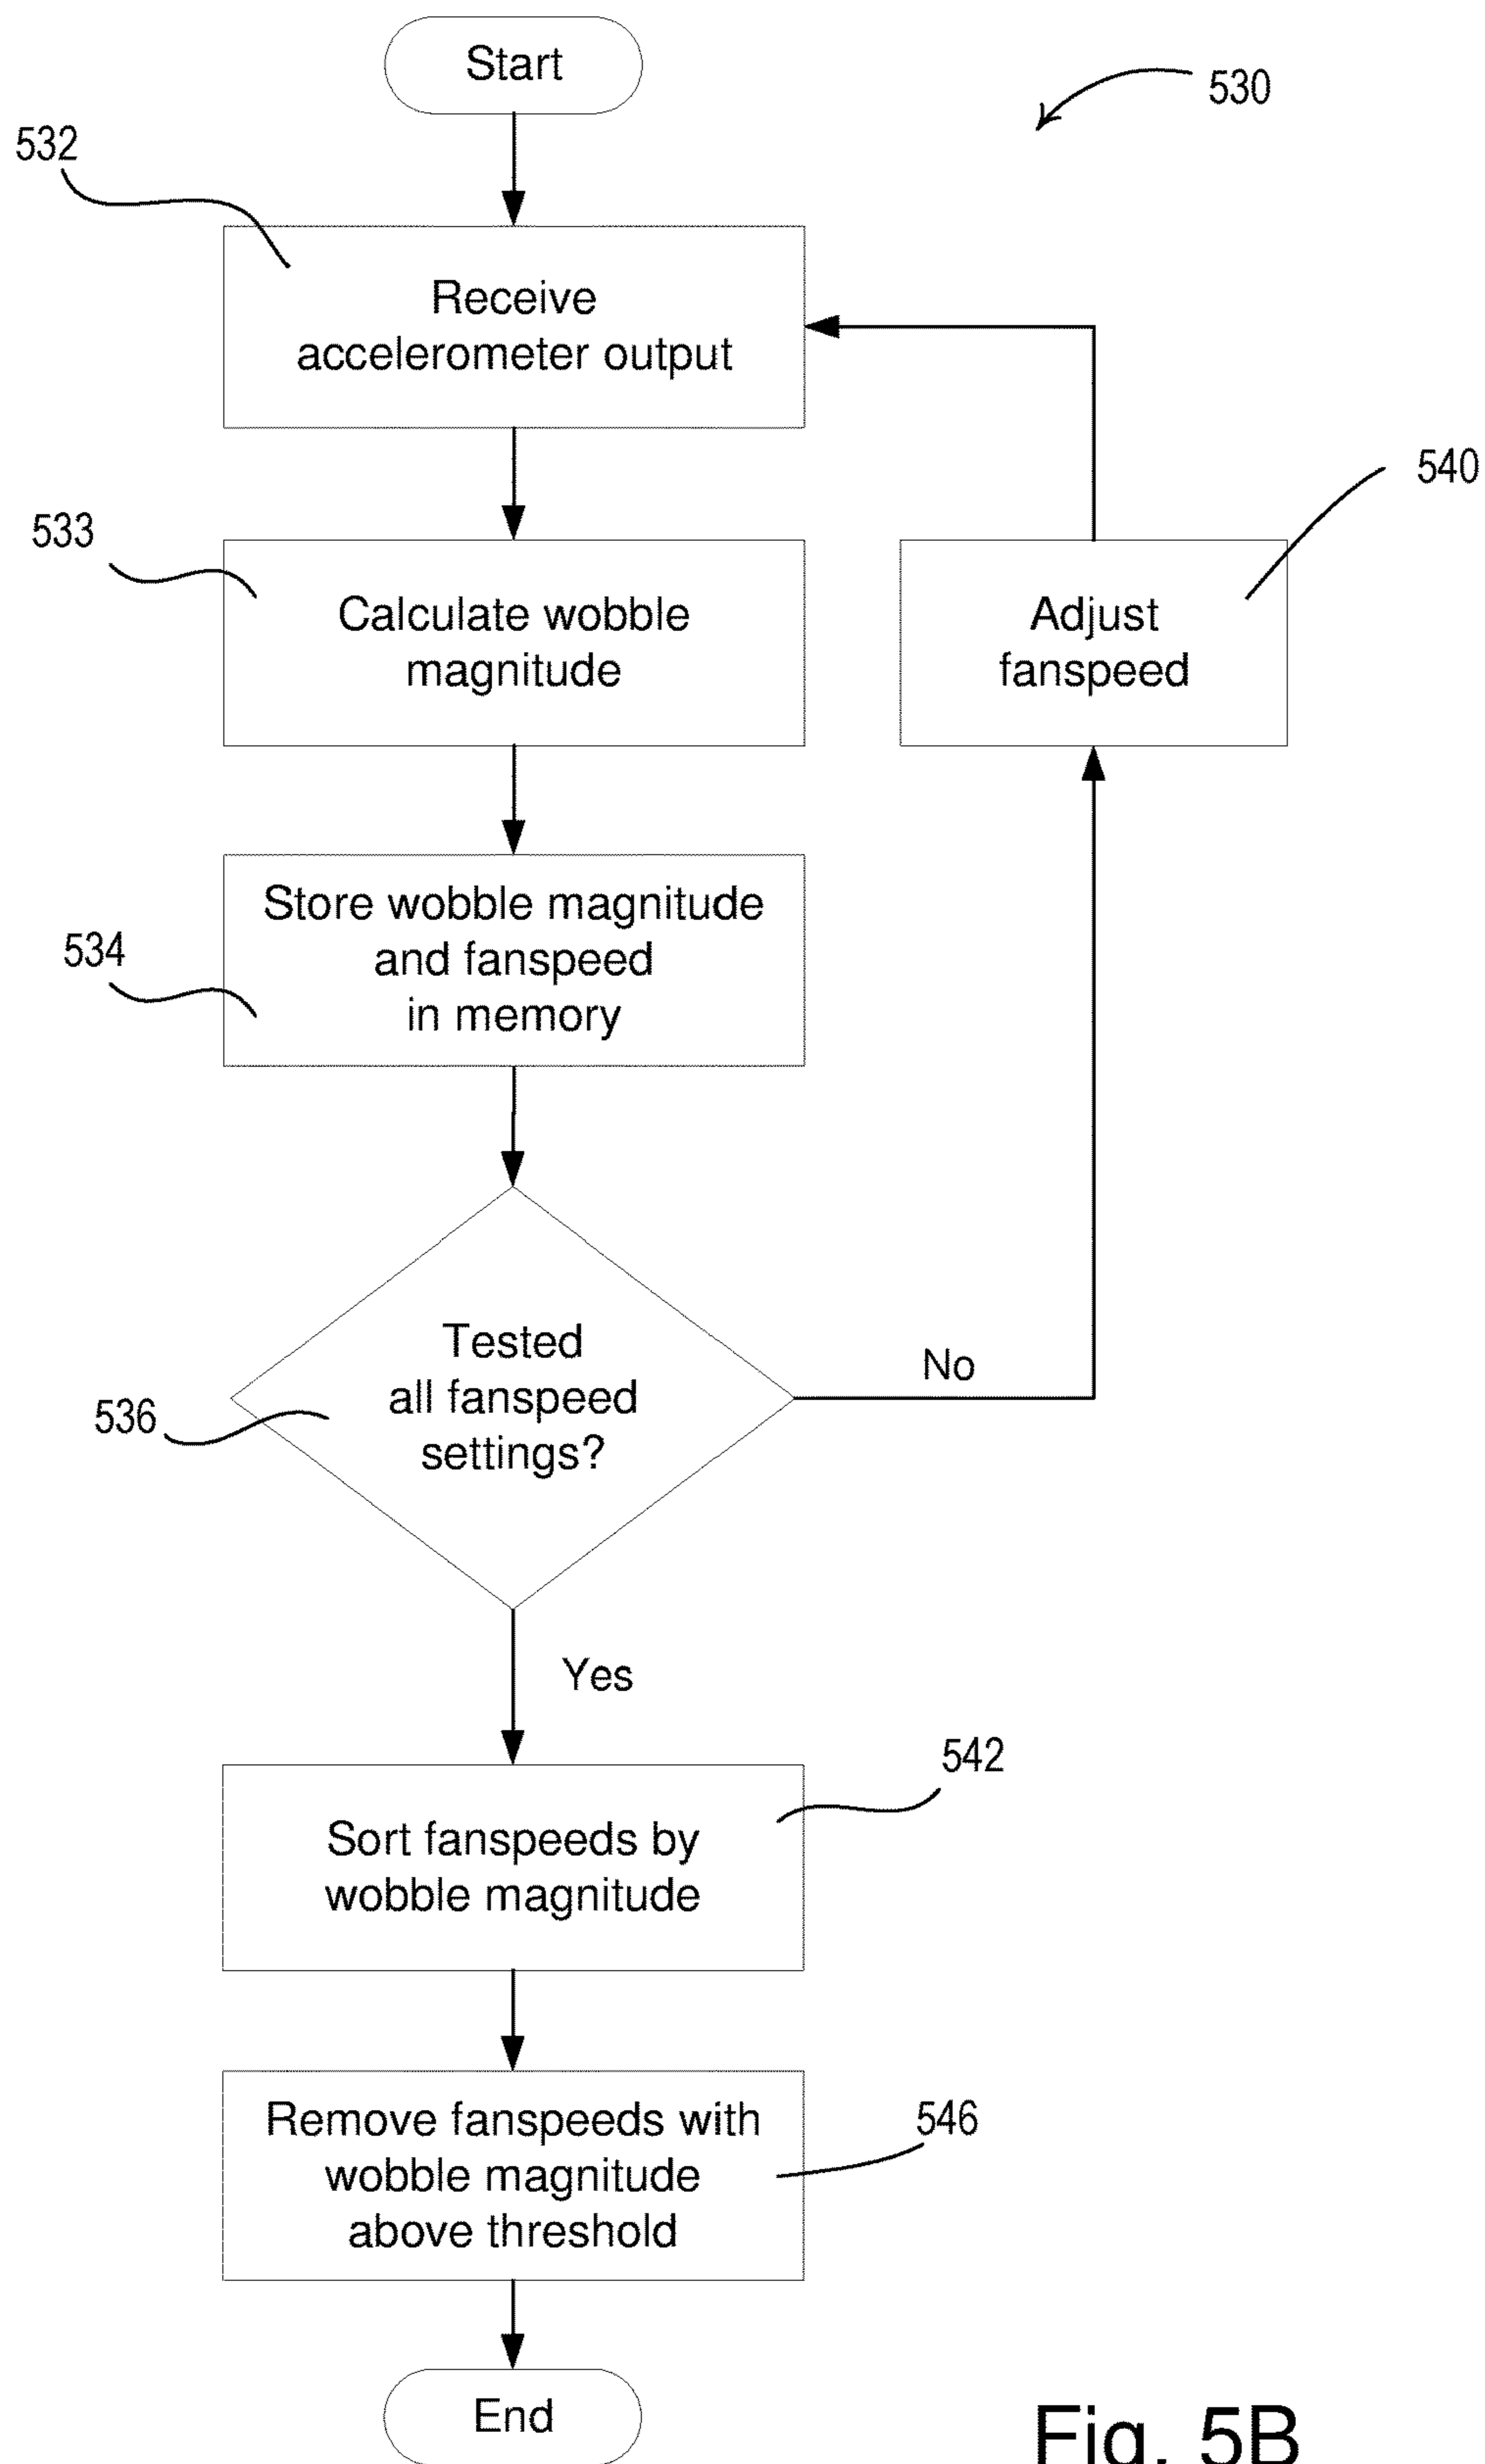 Start
530
532
Receive
accelerometer output
540
533
Calculate wobble
magnitude
Adjust
fanspeed
Store wobble magnitude
and fanspeed
in memory
534
Tested
all fanspeed
settings?
No
536
Yes
542
Sort fanspeeds by
wobble magnitude
Remove fanspeeds with
wobble magnitude
above threshold
546
End
Fig. 5B